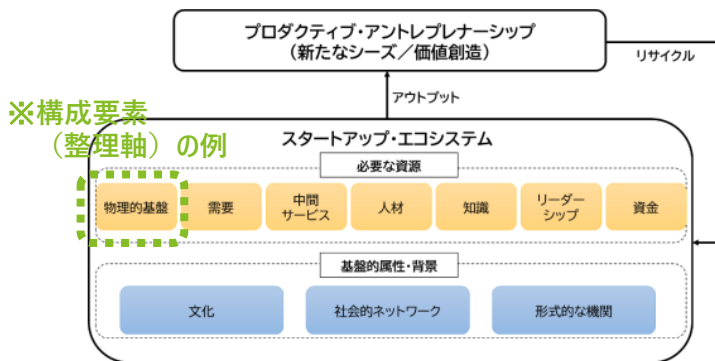 プロダクティブ・アントレプレナーシップ
（新たなシーズ／価値創造）
リサイクル
アウトプット
※構成要素
（整理軸）の例
スタートアップ・エコシステム
必要な資源
物理的基盤
需要
中間
サービス
人材
知識
リーダー
シップ
資金
基盤的属性・背景
文化
社会的ネットワーク
形式的な機関